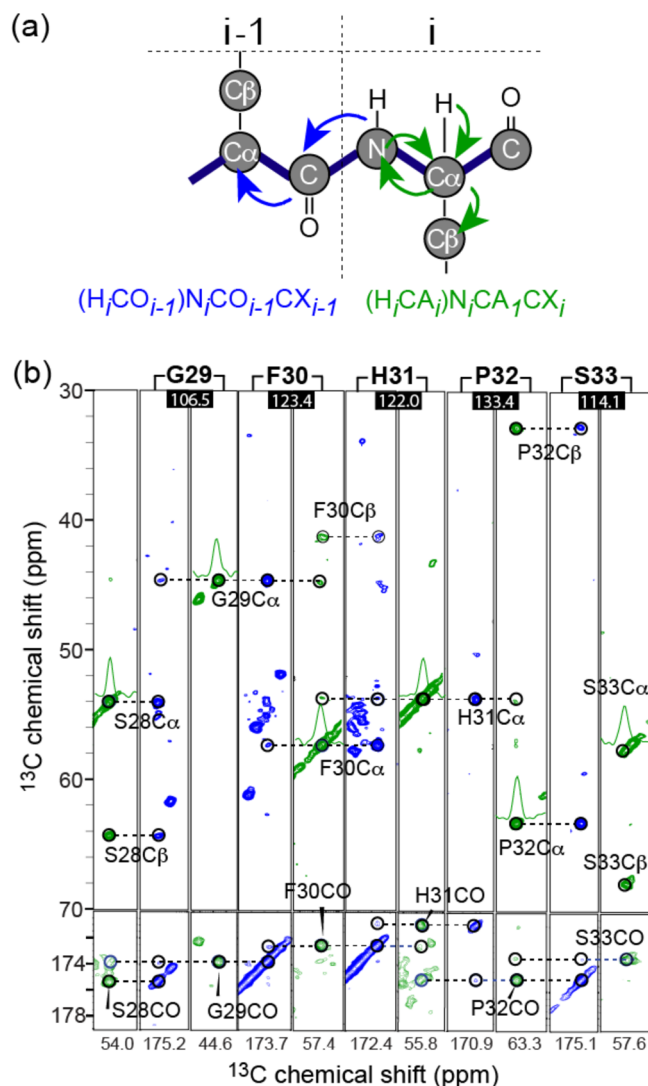 (a)
i-1 i
Cβ H H O
Cα C N Cα C
O
Cβ
(HiCOi-1)NiCOi-1CXi-1 (HiCAi)NiCA1CXi
(b)
G29 F30 H31 P32 S33
106.5 123.4 122.0 133.4 114.1
30
P32Cβ
40
F30Cβ
G29Cα
50
S33Cα
S28Cα H31Cα
F30Cα
60
P32Cα S33Cβ
S28Cβ
F30CO H31CO
70
S33CO
174
S28CO G29CO P32CO
178
54.0 175.2 44.6 173.7 57.4 172.4 55.8 170.9 63.3 175.1 57.6
13C chemical shift (ppm)
13C chemical shift (ppm)